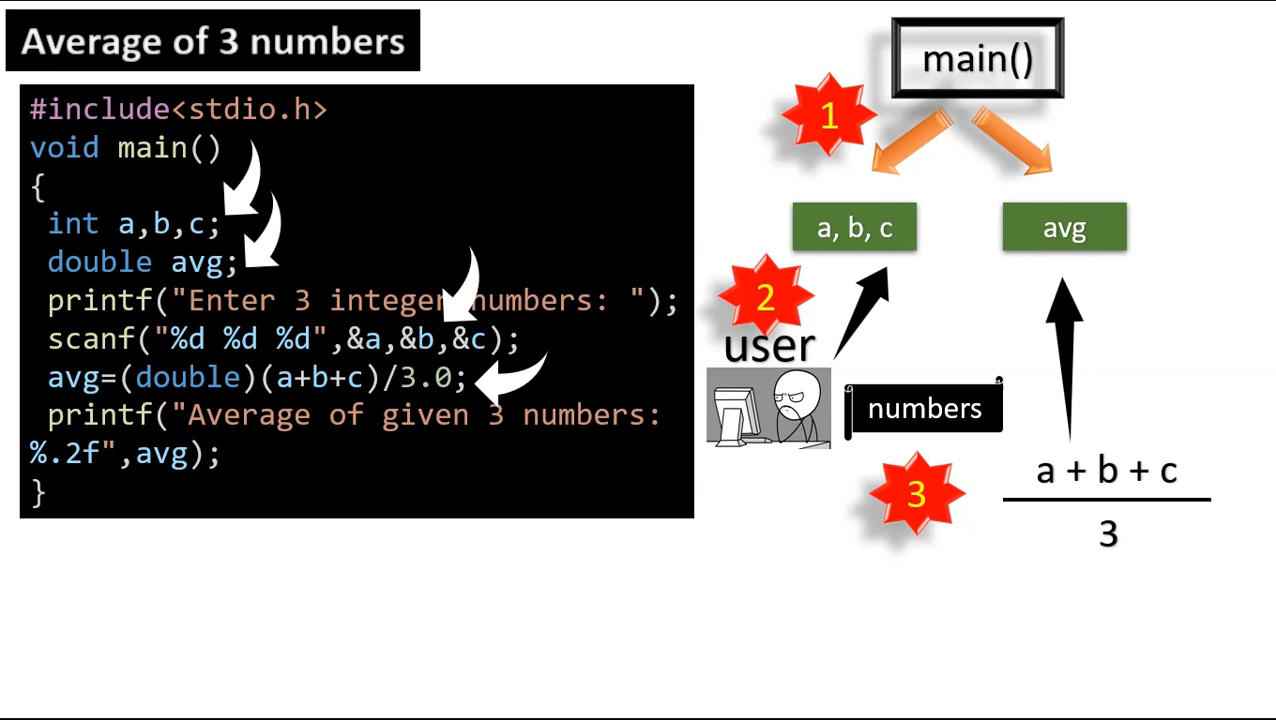 Average of 3 numbers
#include<stdio.h>
void main()
{
int a,b,c;
double avg;
printf("Enter 3 integer numbers: ");
scanf("%d %d %d",&a,&b,&c);
avg=(double)(a+b+c)/3.0;
printf("Average of given 3 numbers:
%.2f",avg);
}
main()
1
a, b, c
avg
2
user
numbers
3
a + b + c
3